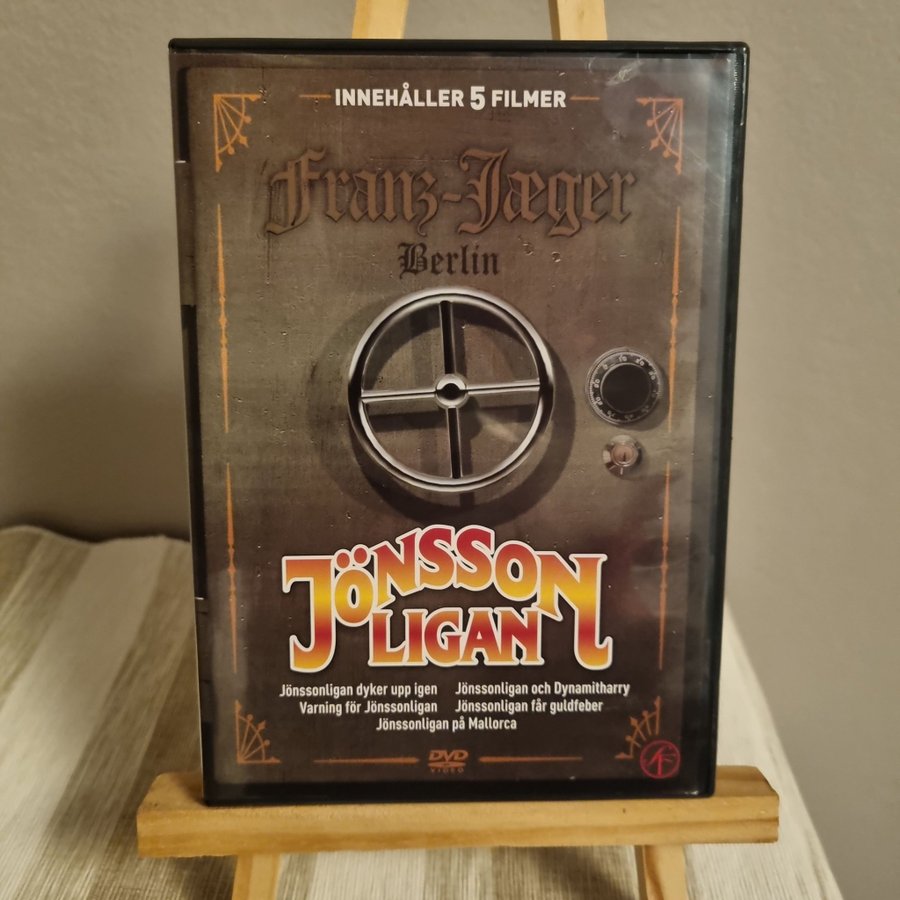 INNEHÅLLER 5 FILMER
Franz-Jæger
Berlin
JÖNSSON
LIGAN
Jönssonligan dyker upp igen Jönssonligan och Dynamitharry
Varning för Jönssonligan Jönssonligan får guldfeber
Jönssonligan på Mallorca
DVD
VIDEO